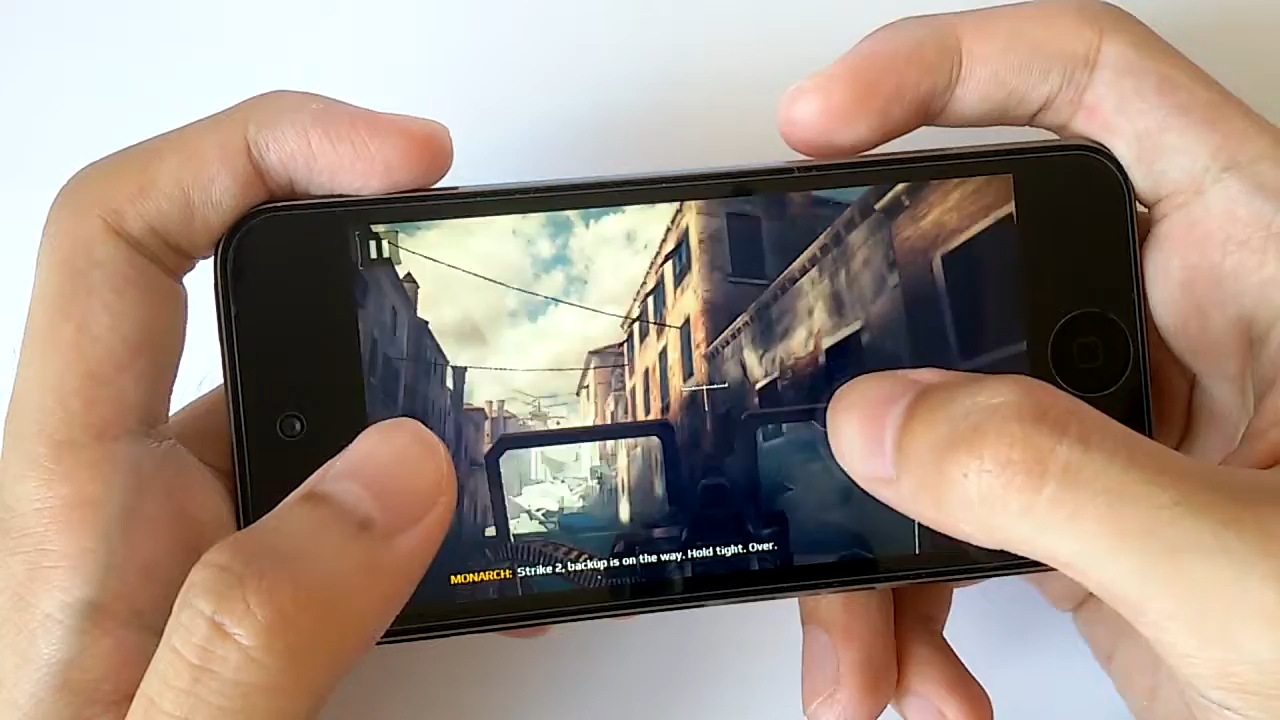 MONARCH: Strike 2, backup is on the way. Hold tight. Over.